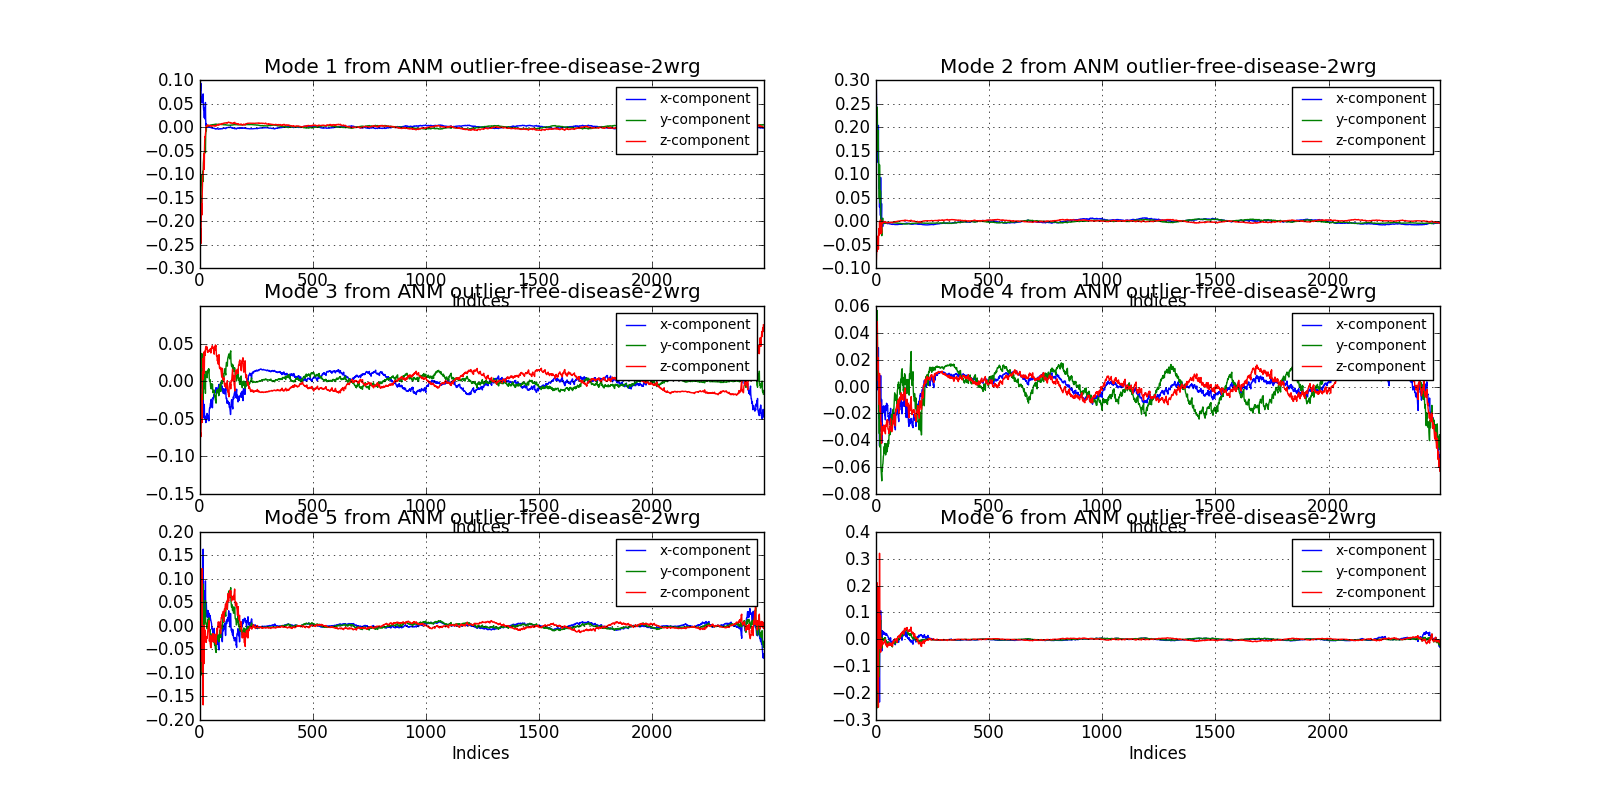 Mode 1 from ANM outlier-free-disease-2wrg
0.10
0.05
0.00
−0.05
−0.10
−0.15
−0.20
−0.25
−0.30
x-component
y-component
z-component
0 500 1000 1500 2000
Indices
Mode 2 from ANM outlier-free-disease-2wrg
0.30
0.25
0.20
0.15
0.10
0.05
0.00
−0.05
−0.10
x-component
y-component
z-component
0 500 1000 1500 2000
Indices
Mode 3 from ANM outlier-free-disease-2wrg
0.05
0.00
−0.05
−0.10
−0.15
x-component
y-component
z-component
0 500 1000 1500 2000
Indices
Mode 4 from ANM outlier-free-disease-2wrg
0.06
0.04
0.02
0.00
−0.02
−0.04
−0.06
−0.08
x-component
y-component
z-component
0 500 1000 1500 2000
Indices
Mode 5 from ANM outlier-free-disease-2wrg
0.20
0.15
0.10
0.05
0.00
−0.05
−0.10
−0.15
−0.20
x-component
y-component
z-component
0 500 1000 1500 2000
Indices
Mode 6 from ANM outlier-free-disease-2wrg
0.4
0.3
0.2
0.1
0.0
−0.1
−0.2
−0.3
x-component
y-component
z-component
0 500 1000 1500 2000
Indices